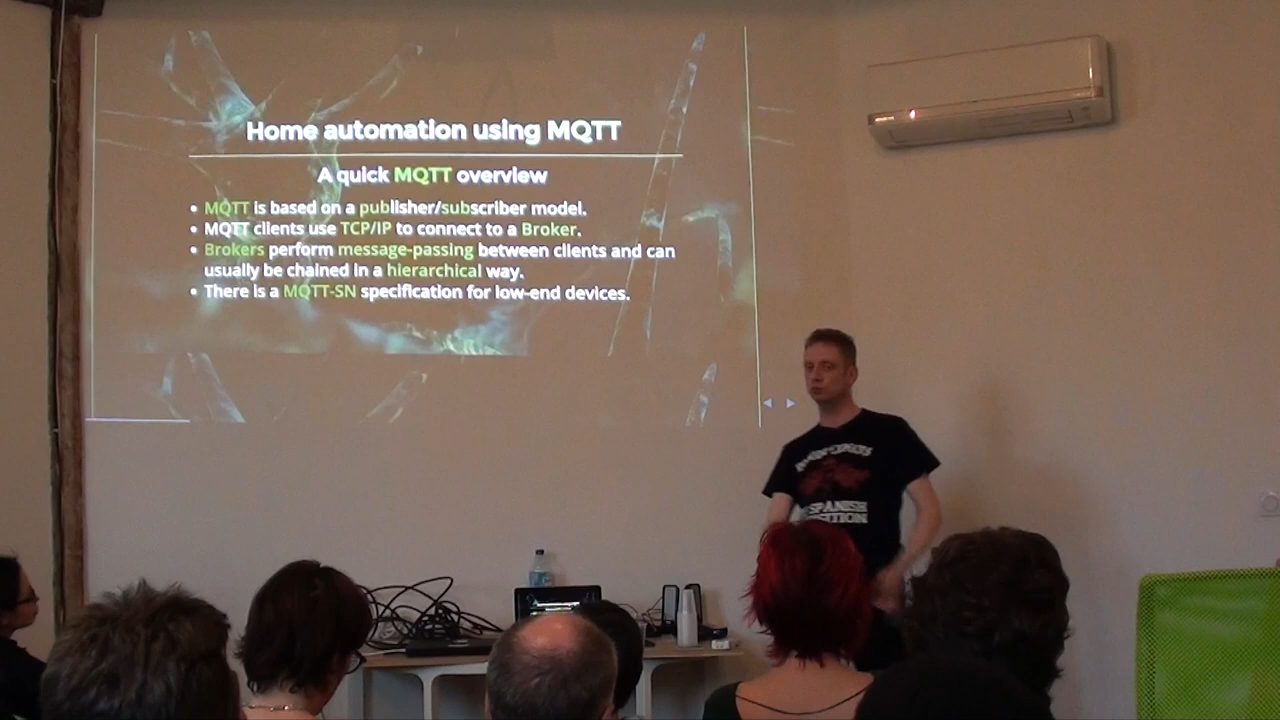 Home automation using MQTT
A quick MQTT overview
• MQTT is based on a publisher/subscriber model.
• MQTT clients use TCP/IP to connect to a Broker.
• Brokers perform message-passing between clients and can
usually be chained in a hierarchical way.
• There is a MQTT-SN specification for low-end devices.
SPANISH